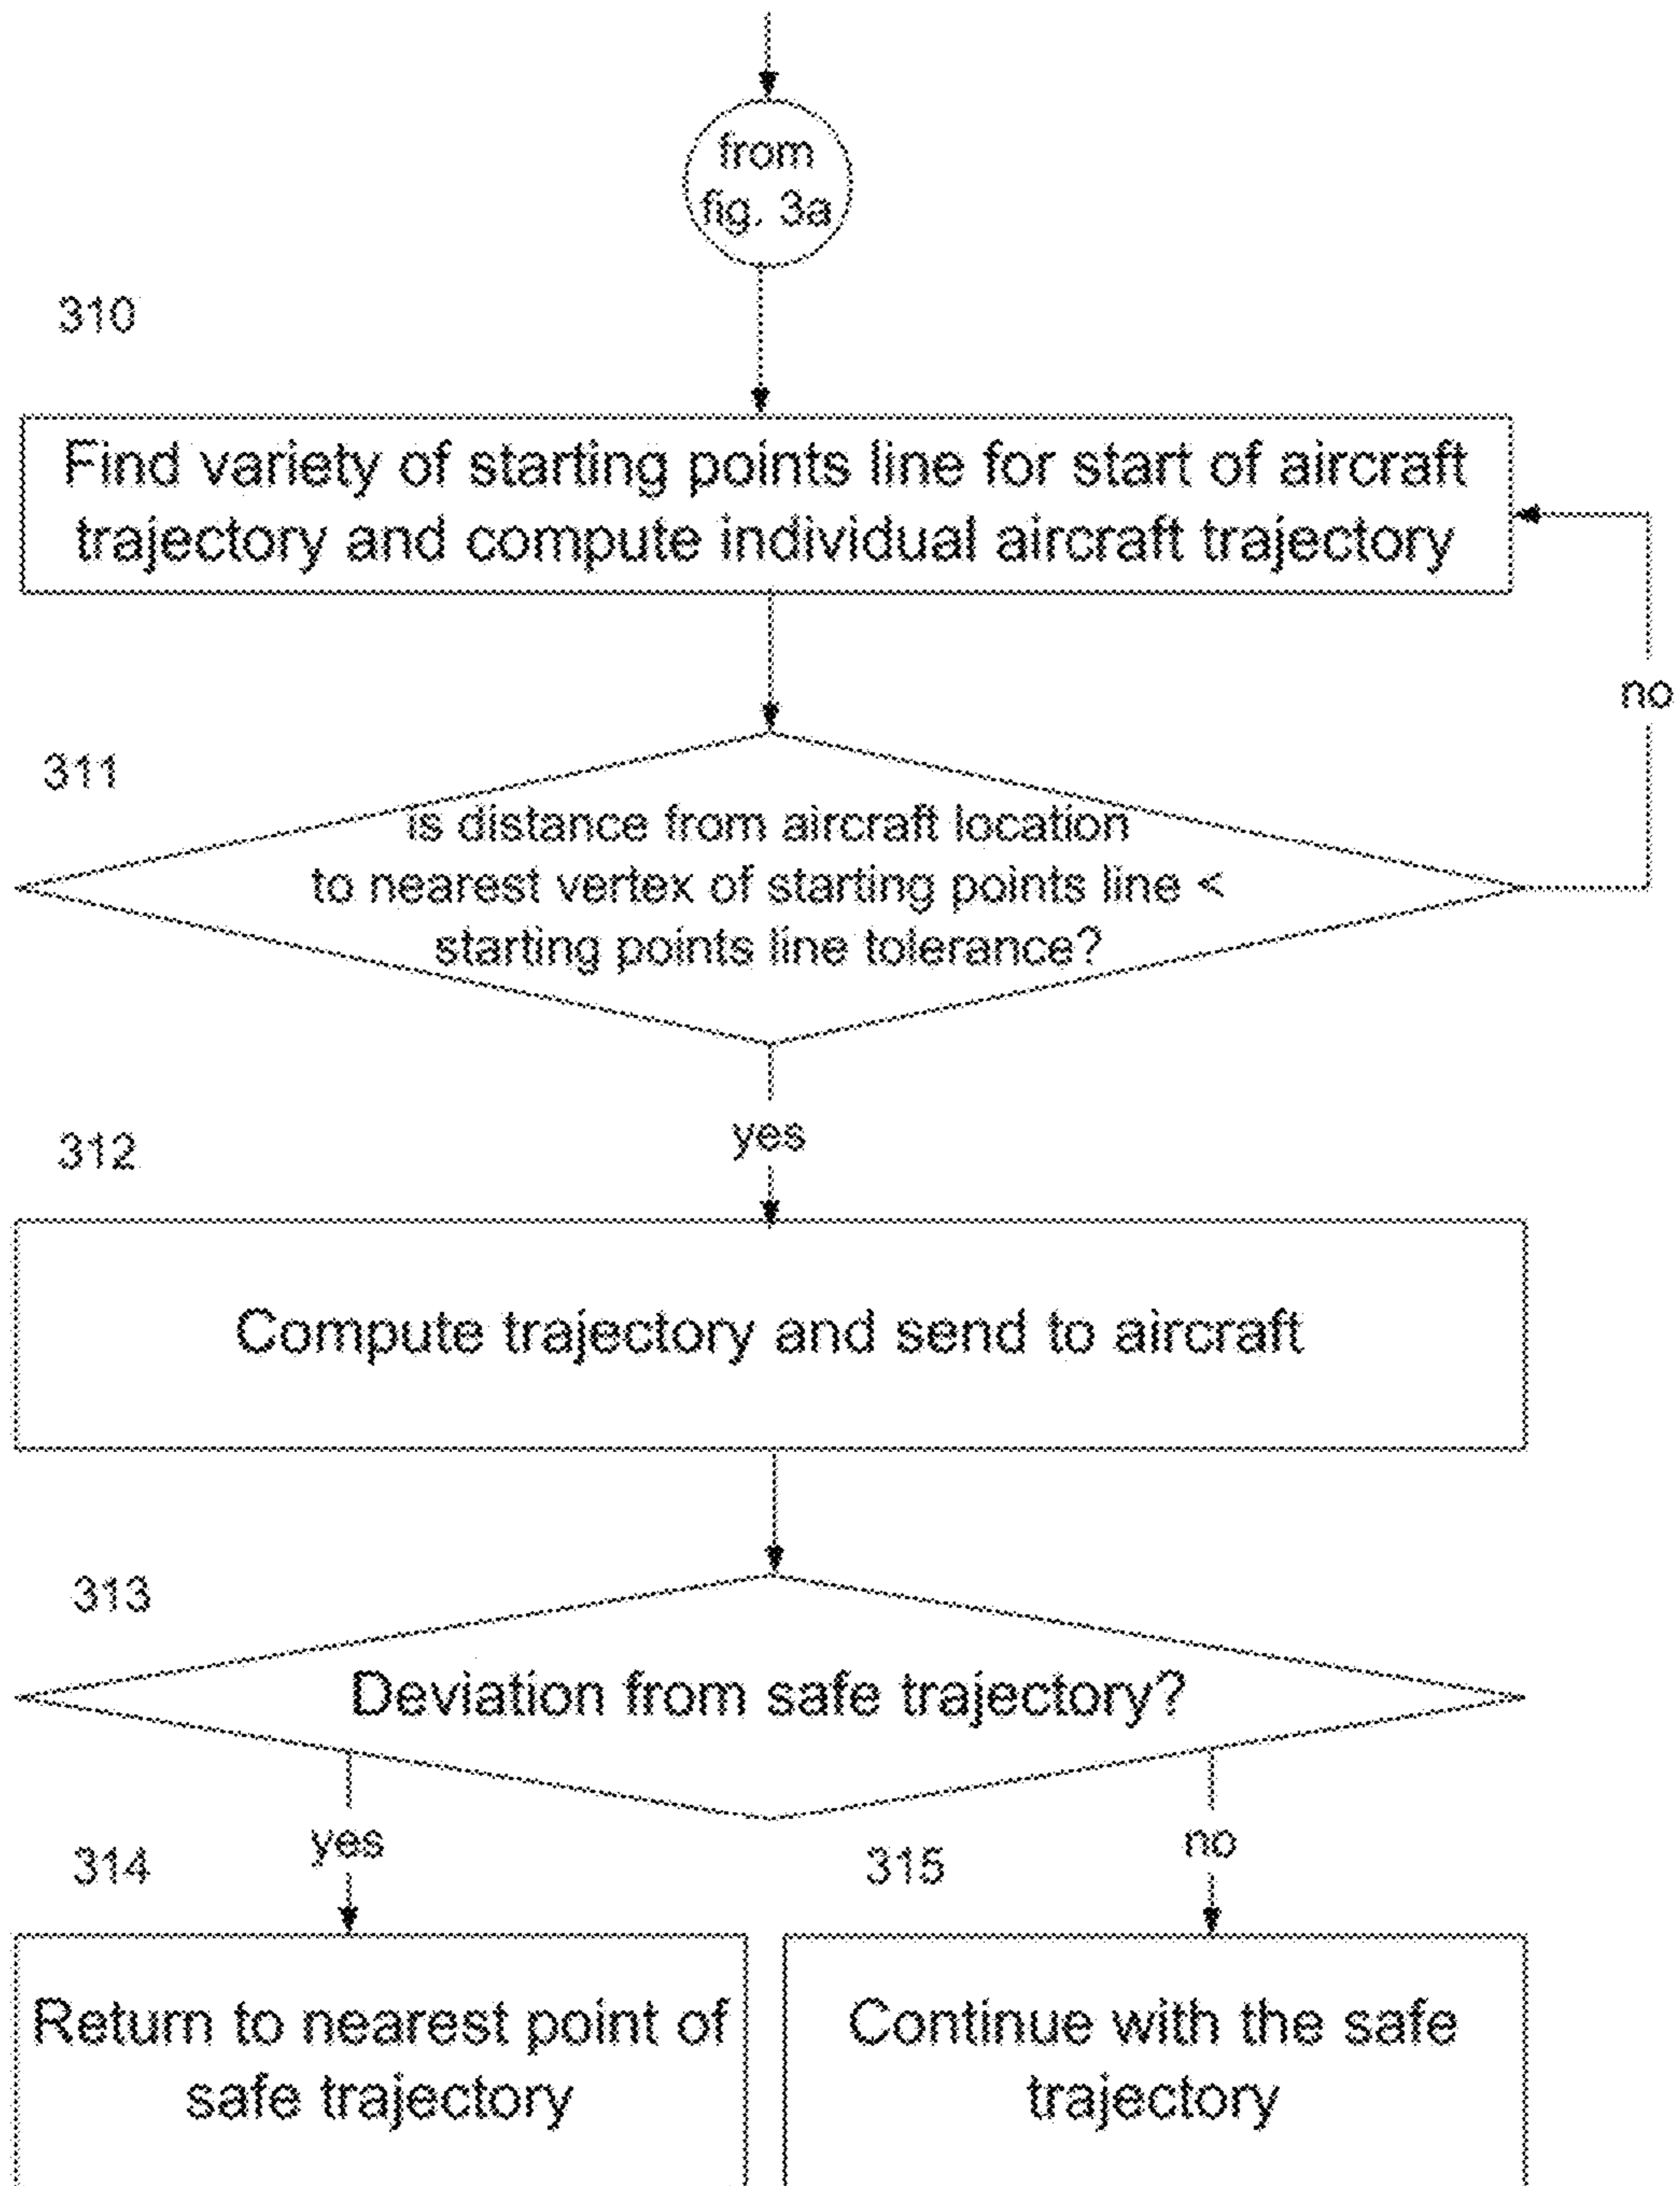 from
fig. 3a
310
Find variety of starting points line for start of aircraft
trajectory and compute individual aircraft trajectory
no
311
is distance from aircraft location
to nearest vertex of starting points line <
starting points line tolerance?
yes
312
Compute trajectory and send to aircraft
313
Deviation from safe trajectory?
314
yes
315
no
Return to nearest point of
safe trajectory
Continue with the safe
trajectory